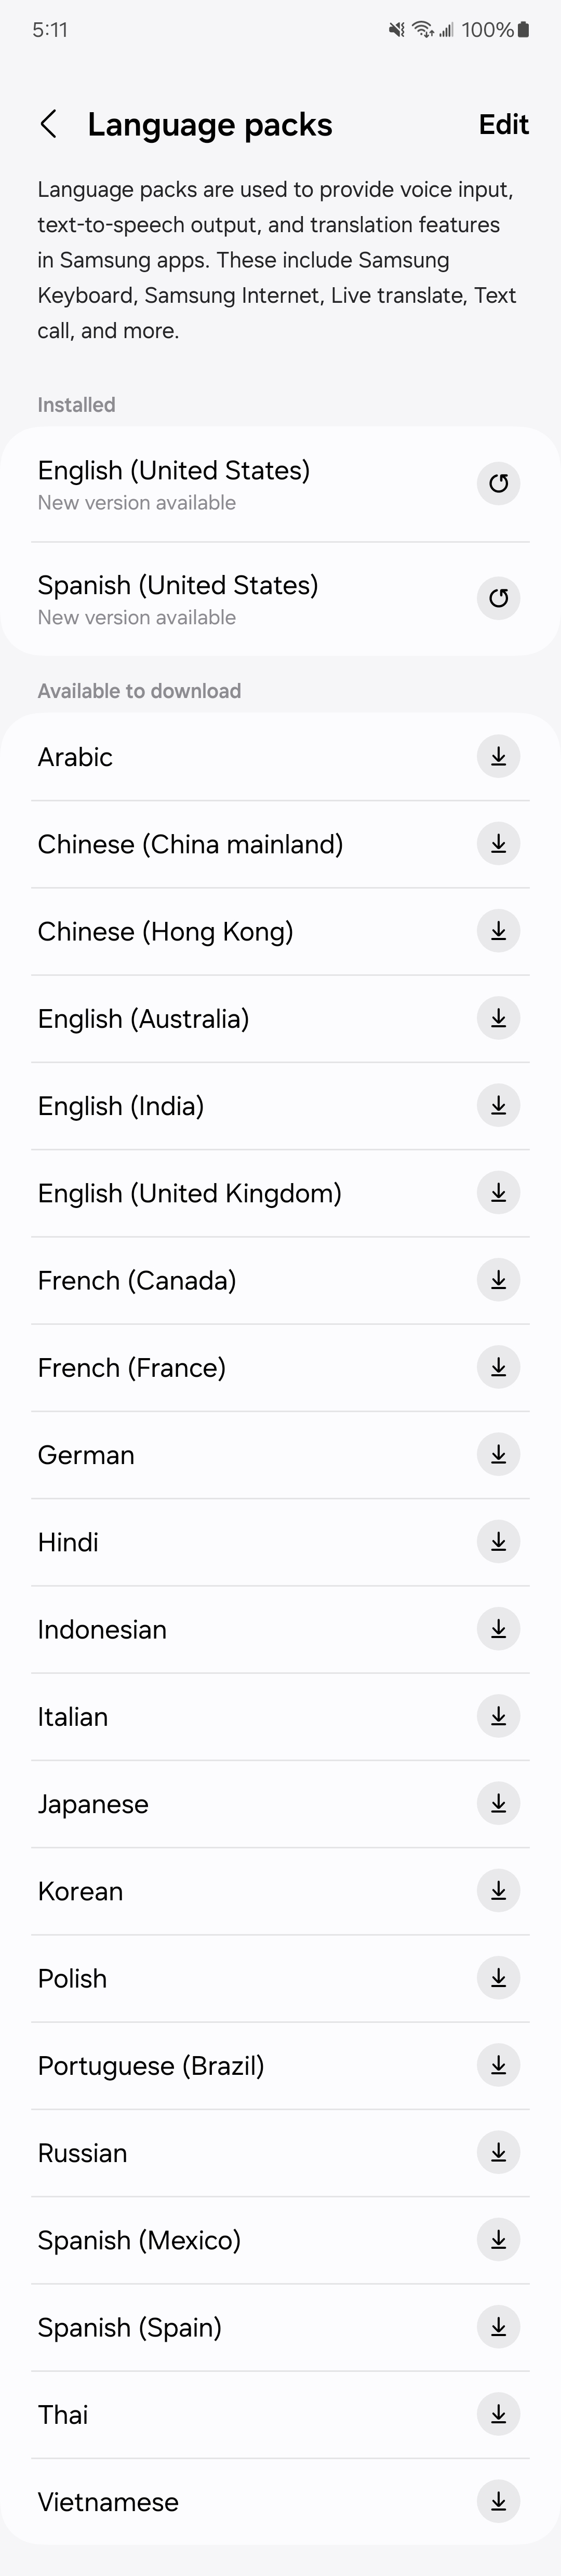 5:11
100%
Language packs
Edit
Language packs are used to provide voice input,
text-to-speech output, and translation features
in Samsung apps. These include Samsung
Keyboard, Samsung Internet, Live translate, Text
call, and more.
Installed
English (United States)
New version available
Spanish (United States)
New version available
Available to download
Arabic
Chinese (China mainland)
Chinese (Hong Kong)
English (Australia)
English (India)
English (United Kingdom)
French (Canada)
French (France)
German
Hindi
Indonesian
Italian
Japanese
Korean
Polish
Portuguese (Brazil)
Russian
Spanish (Mexico)
Spanish (Spain)
Thai
Vietnamese